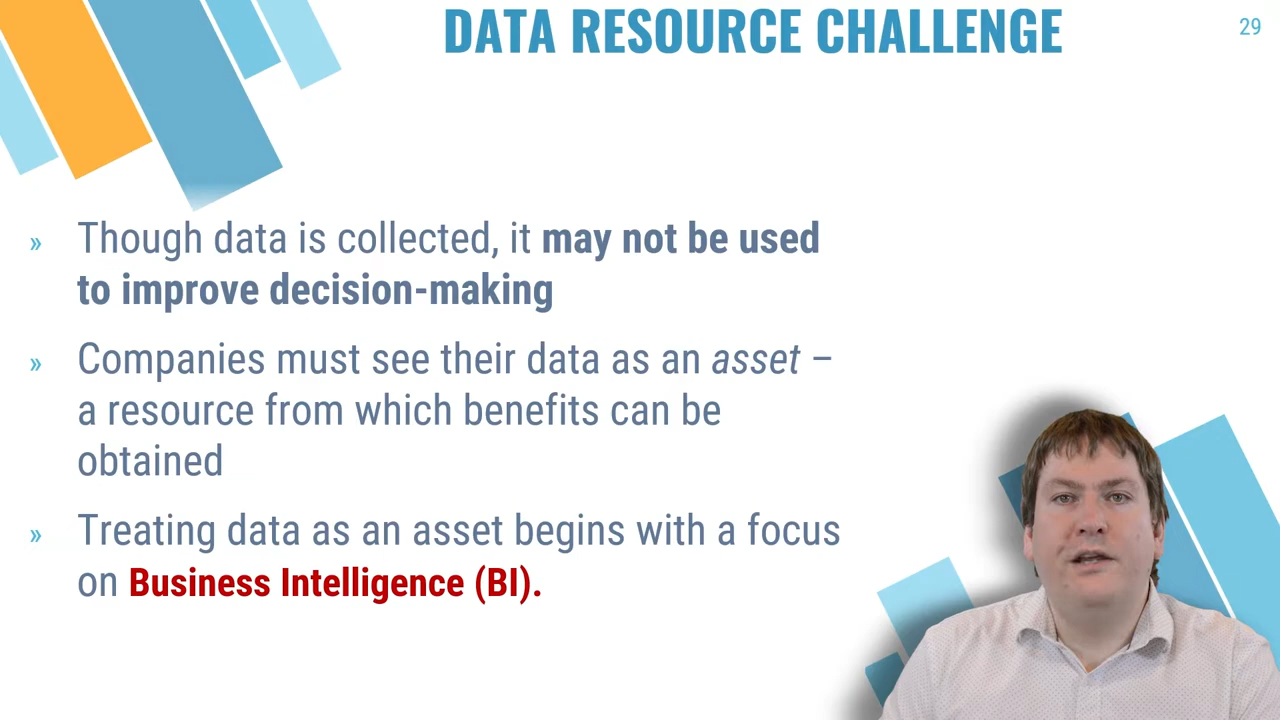 DATA RESOURCE CHALLENGE
29
» Though data is collected, it may not be used
to improve decision-making
» Companies must see their data as an asset –
a resource from which benefits can be
obtained
» Treating data as an asset begins with a focus
on Business Intelligence (BI).